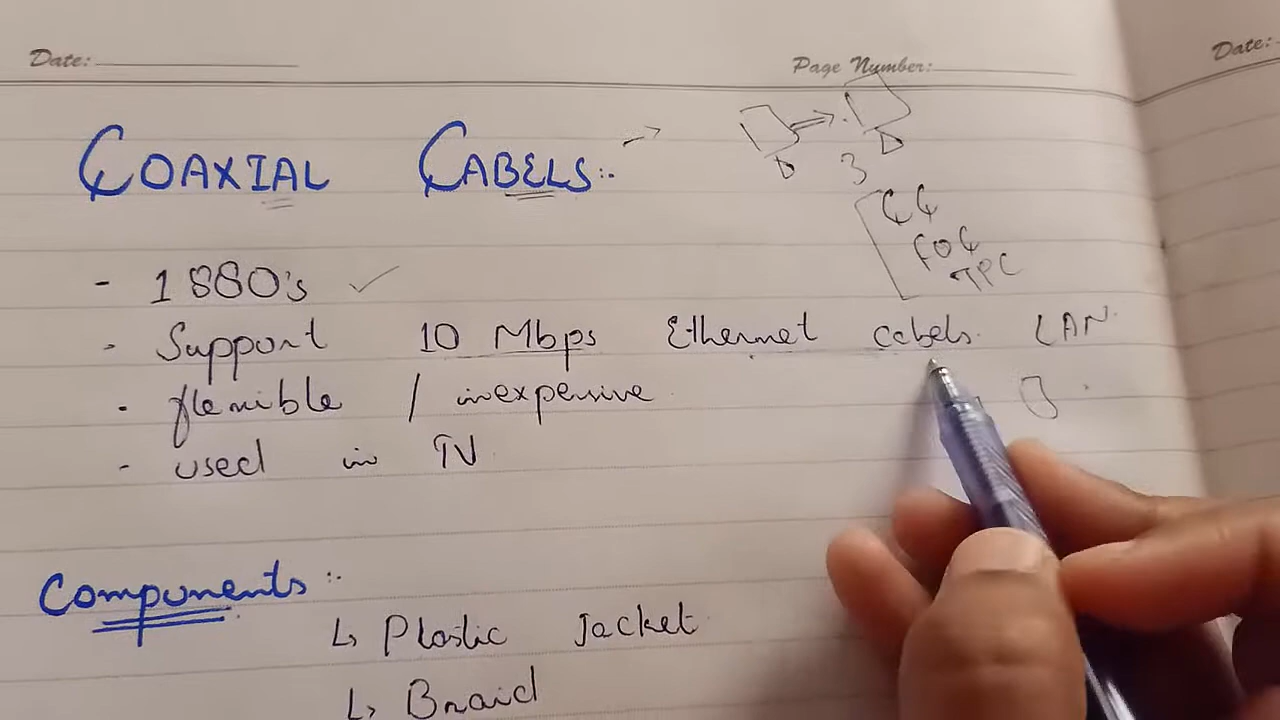 Date:
Page Number:
Date:
COAXIAL CABELS:-
3
CC
FOC
TPC
- 1880's ✓
- Support 10 Mbps Ethernet cabels. LAN
- flexible / inexpensive
- used in TV
Components :-
↳ Plastic Jacket
↳ Braid